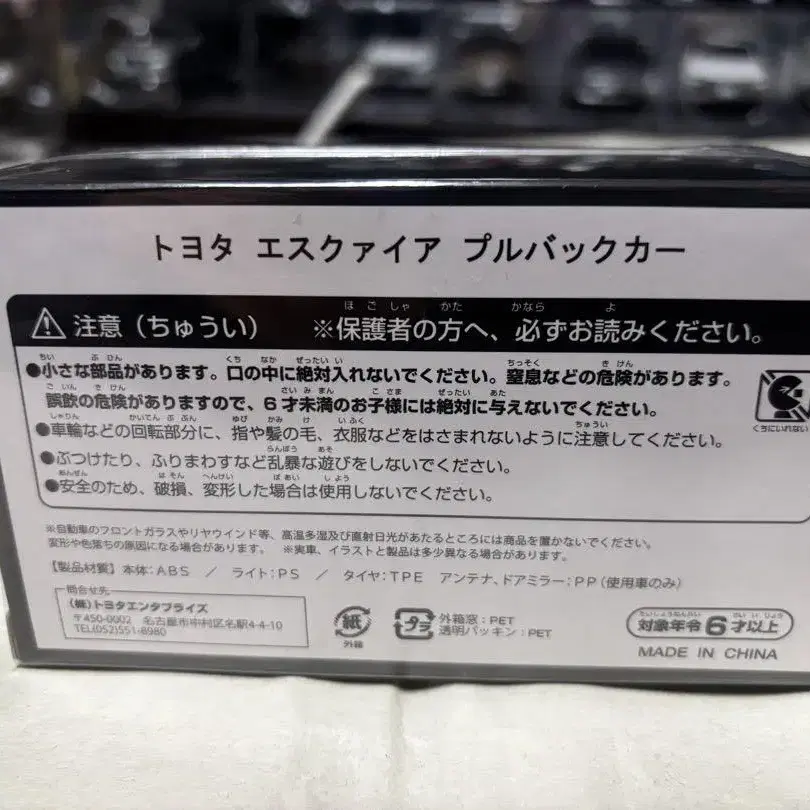 トヨタ エスクァイア プルバックカー
注意（ちゅうい） ※保護者の方へ、必ずお読みください。
●小さな部品があります。口の中に絶対入れないでください。窒息などの危険があります。
誤飲の危険がありますので、6才未満のお子様には絶対に与えないでください。
●車輪などの回転部分に、指や髪の毛、衣服などをはさまれないように注意してください。
●ぶつけたり、ふりまわすなど乱暴な遊びをしないでください。
●安全のため、破損、変形した場合は使用しないでください。
くちにいれない
※自動車のフロントガラスやリヤウインド等、高温多湿及び直射日光があたるところには商品を置かないでください。
変形や色落ちの原因になる場合があります。 ※実車、イラストと製品は多少異なる場合があります。
【製品材質】本体：ABS ／ ライト：PS ／ タイヤ：TPE アンテナ、ドアミラー：PP（使用車のみ）
問合せ先
（株）トヨタエンタプライズ
〒450-0002 名古屋市中村区名駅4-4-10
TEL(052)551-8980
紙
外箱
プラ
外箱窓：PET
透明パッキン：PET
対象年令6才以上
MADE IN CHINA